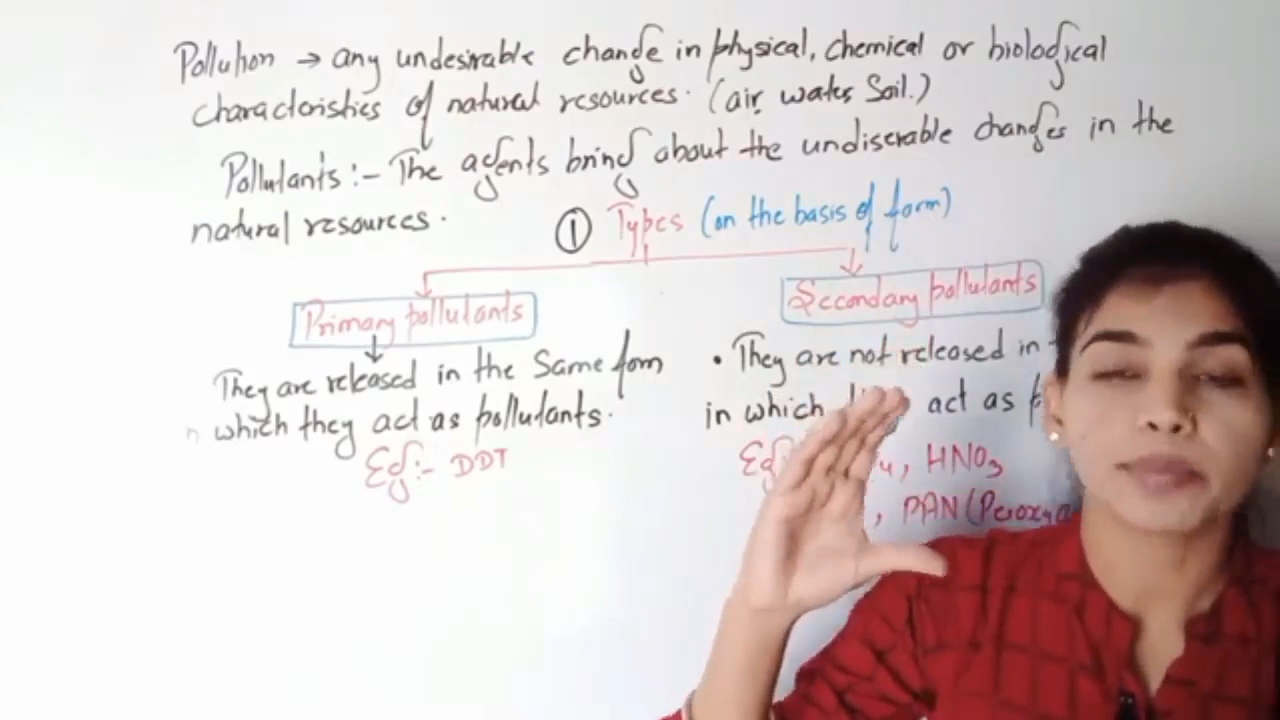 Pollution → any undesirable change in physical, chemical or biological
characteristics of natural resources. (air, water, Soil.)
Pollutants :- The agents bring about the undiserable changes in the
natural resources.
① Types (on the basis of form)
Primary pollutants
Secondary pollutants
They are released in the Same form
n which they act as pollutants.
Eg:- DDT
• They are not released in
in which act as
Eg: , HNO3
, PAN (Peroxya